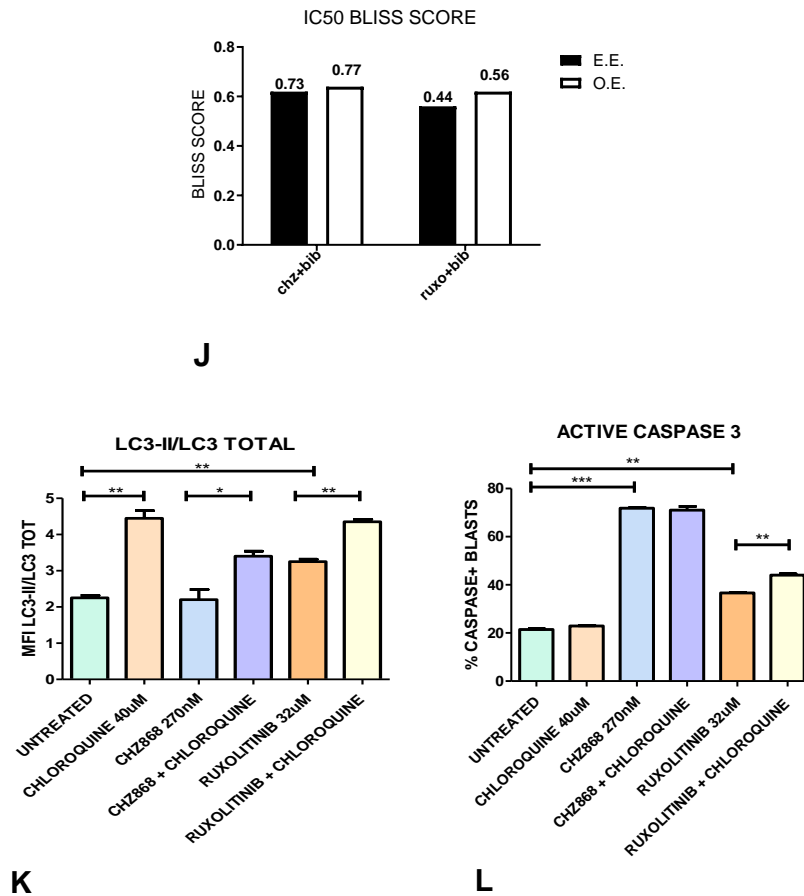 IC50 BLISS SCORE
BLISS SCORE
0.8
0.6
0.4
0.2
0.0
0.73
0.77
0.44
0.56
chz+bib
ruxo+bib
E.E.
O.E.
J
LC3-II/LC3 TOTAL
MFI LC3-II/LC3 TOT
5
4
3
2
1
0
**
**
*
**
UNTREATED
CHLOROQUINE 40uM
CHZ868 270nM
CHZ868 + CHLOROQUINE
RUXOLITINIB 32uM
RUXOLITINIB + CHLOROQUINE
K
ACTIVE CASPASE 3
% CASPASE+ BLASTS
80
60
40
20
0
**
***
**
UNTREATED
CHLOROQUINE 40uM
CHZ868 270nM
CHZ868 + CHLOROQUINE
RUXOLITINIB 32uM
RUXOLITINIB + CHLOROQUINE
L